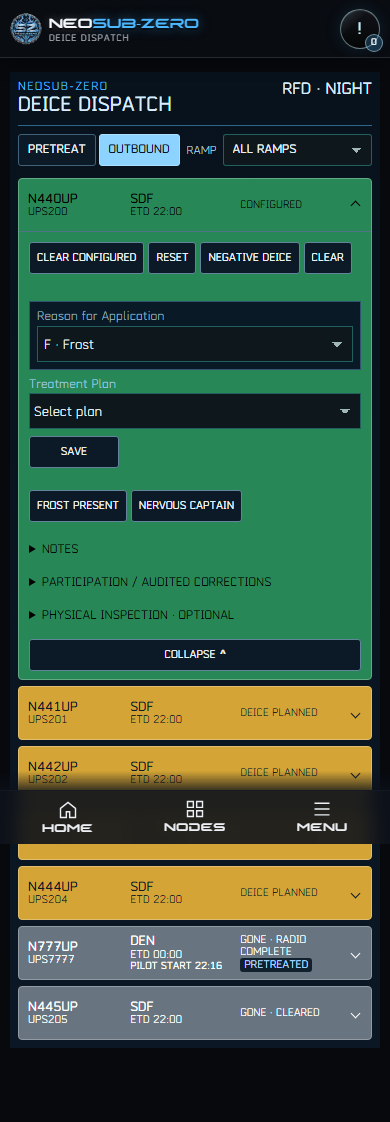 NEOSUB-ZERO
DEICE DISPATCH
!
0
NEOSUB-ZERO
DEICE DISPATCH
RFD · NIGHT
PRETREAT
OUTBOUND
RAMP
ALL RAMPS
N440UP
UPS200
SDF
ETD 22:00
CONFIGURED
CLEAR CONFIGURED
RESET
NEGATIVE DEICE
CLEAR
Reason for Application
F · Frost
Treatment Plan
Select plan
SAVE
FROST PRESENT
NERVOUS CAPTAIN
NOTES
PARTICIPATION / AUDITED CORRECTIONS
PHYSICAL INSPECTION · OPTIONAL
COLLAPSE ^
N441UP
UPS201
SDF
ETD 22:00
DEICE PLANNED
N442UP
UPS202
SDF
ETD 22:00
DEICE PLANNED
HOME
NODES
MENU
N444UP
UPS204
SDF
ETD 22:00
DEICE PLANNED
N777UP
UPS7777
DEN
ETD 00:00
PILOT START 22:16
GONE · RADIO
COMPLETE
PRETREATED
N445UP
UPS205
SDF
ETD 22:00
GONE · CLEARED